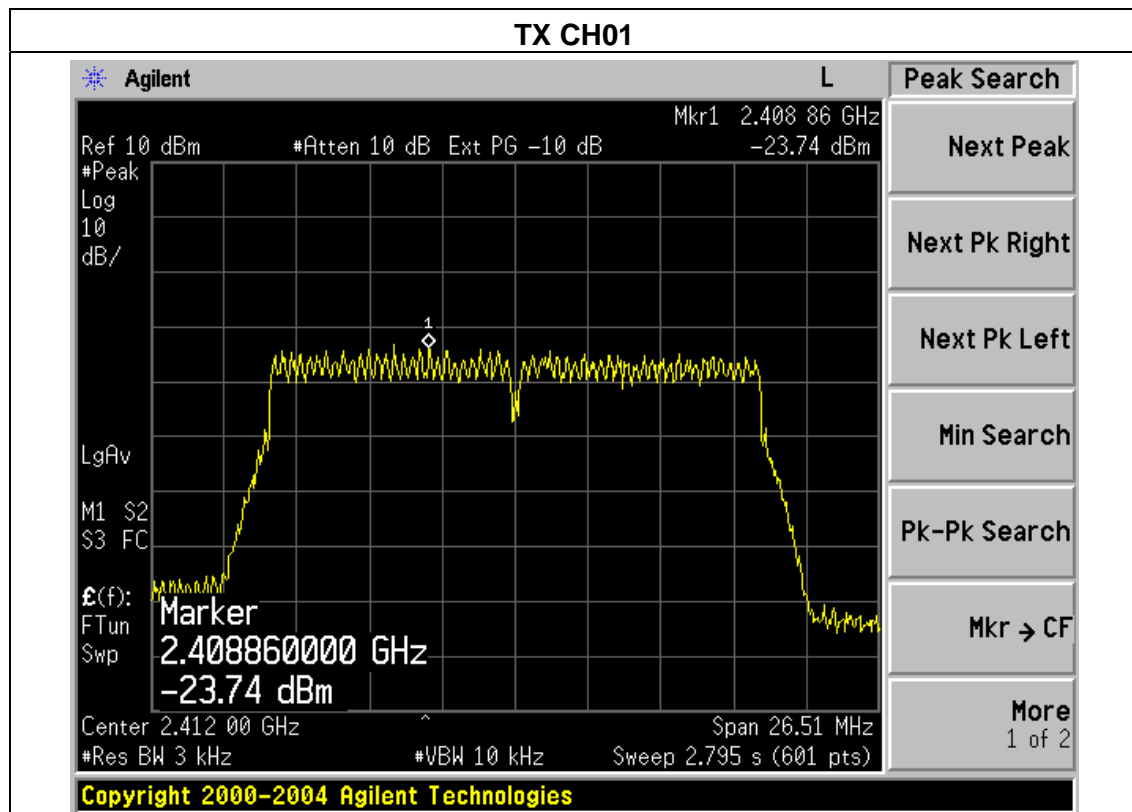 TX CH01
Agilent L Peak Search
Mkr1 2.408 86 GHz
Ref 10 dBm #Atten 10 dB Ext PG -10 dB -23.74 dBm
#Peak
Log
10
dB/
1
LgAv
M1 S2
S3 FC
£(f):
FTun
Swp
Marker
2.408860000 GHz
-23.74 dBm
Center 2.412 00 GHz ^ Span 26.51 MHz
#Res BW 3 kHz #VBW 10 kHz Sweep 2.795 s (601 pts)
Copyright 2000-2004 Agilent Technologies
Next Peak
Next Pk Right
Next Pk Left
Min Search
Pk-Pk Search
Mkr → CF
More
1 of 2